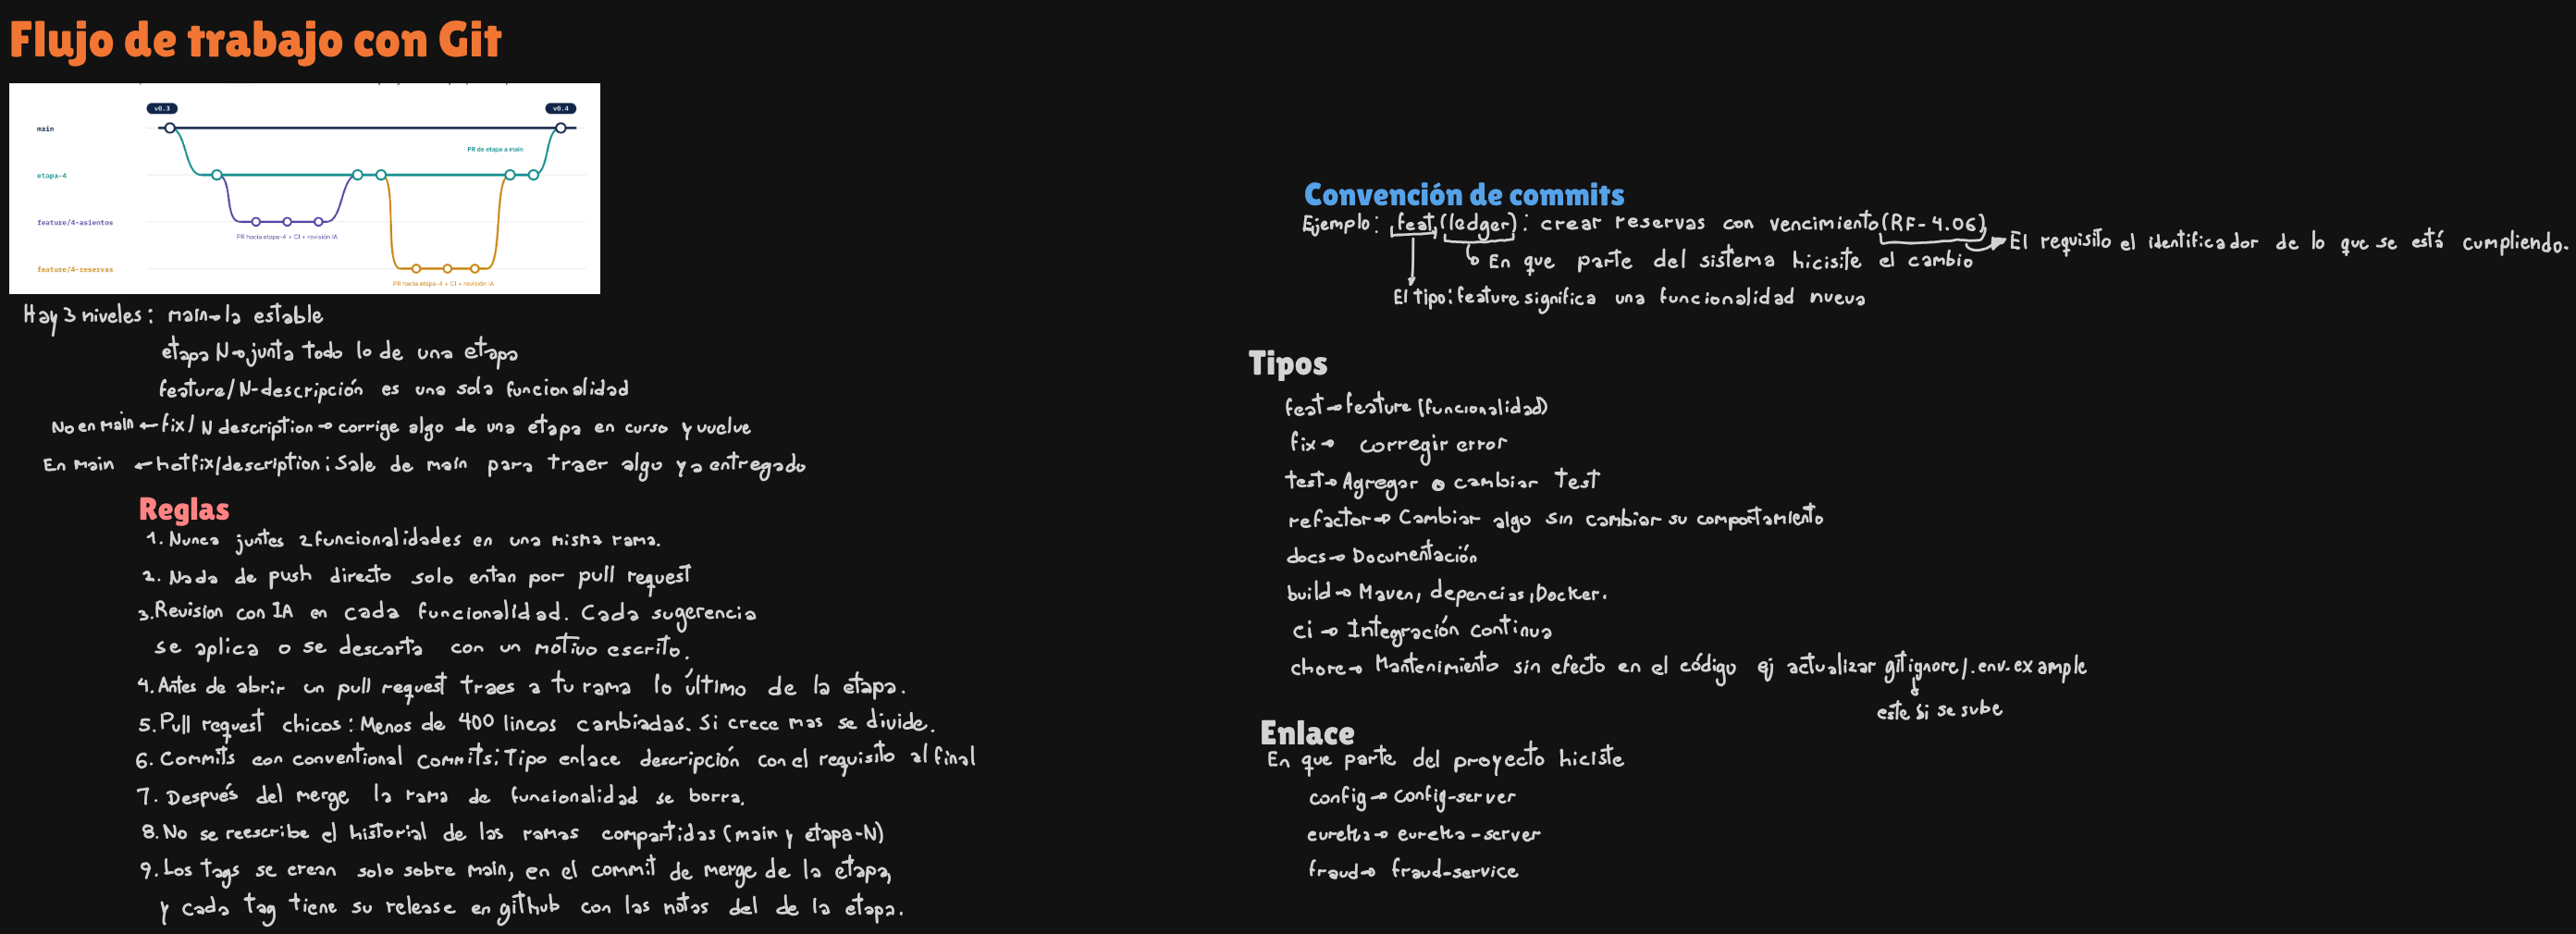 Flujo de trabajo con Git
v0.3
v0.4
main
PR de etapa a main
etapa-4
feature/4-asientos
PR hacia etapa-4 + CI + revisión IA
feature/4-reservas
PR hacia etapa-4 + CI + revisión IA
Hay 3 niveles: main→la estable
etapa N→junta todo lo de una etapa
feature/N-descripción es una sola funcionalidad
No en main ← fix/N description→corrige algo de una etapa en curso y vuelve
En main ← hotfix/description: Sale de main para traer algo ya entregado
Reglas
1. Nunca juntes 2 funcionalidades en una misma rama.
2. Nada de push directo solo entan por pull request
3. Revision con IA en cada funcionalidad. Cada sugerencia
se aplica o se descarta con un motivo escrito.
4. Antes de abrir un pull request traes a tu rama lo último de la etapa.
5. Pull request chicos: Menos de 400 lineas cambiadas. Si crece mas se divide.
6. Commits con conventional commits: Tipo enlace descripción con el requisito al final
7. Después del merge la rama de funcionalidad se borra.
8. No se reescribe el historial de las ramas compartidas (main y etapa-N)
9. Los tags se crean solo sobre main, en el commit de merge de la etapa,
y cada tag tiene su release en github con las notas del de la etapa.
Convención de commits
Ejemplo: feat(ledger): crear reservas con vencimiento(RF-4.06)
El requisito el identificador de lo que se está cumpliendo.
En que parte del sistema hicisite el cambio
El tipo: feature significa una funcionalidad nueva
Tipos
feat→feature (funcionalidad)
fix→ corregir error
test→Agregar o cambiar test
refactor→ Cambiar algo sin cambiar su comportamiento
docs→Documentación
build→ Maven, depencias, Docker.
ci→ Integración continua
chore→ Mantenimiento sin efecto en el código ej actualizar gitignore/.env.example
este si se sube
Enlace
En que parte del proyecto hiciste
config→ config-server
eureka→ eureka-server
fraud→ fraud-service